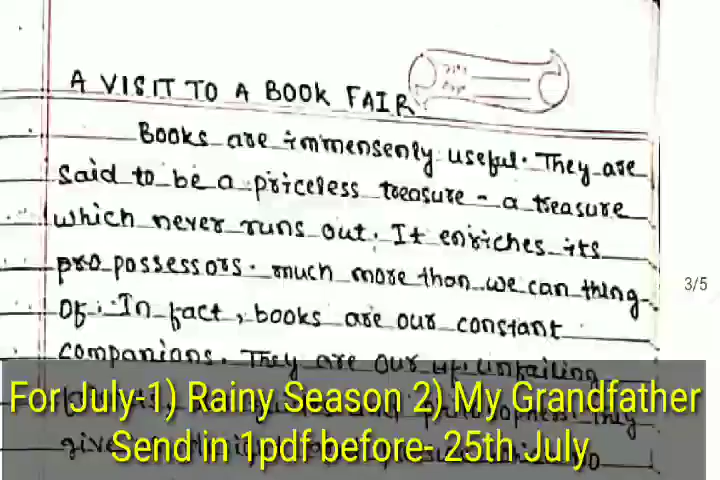 A VISIT TO A BOOK FAIR
Books are immensenly useful. They are
said to be a priceless treasure - a treasure
which never runs out. It enriches its
pro possessors. much more than we can thing
of. In fact, books are our constant
companions. They are our unfailing
3/5
For July-1) Rainy Season 2) My Grandfather
Send in 1pdf before- 25th July